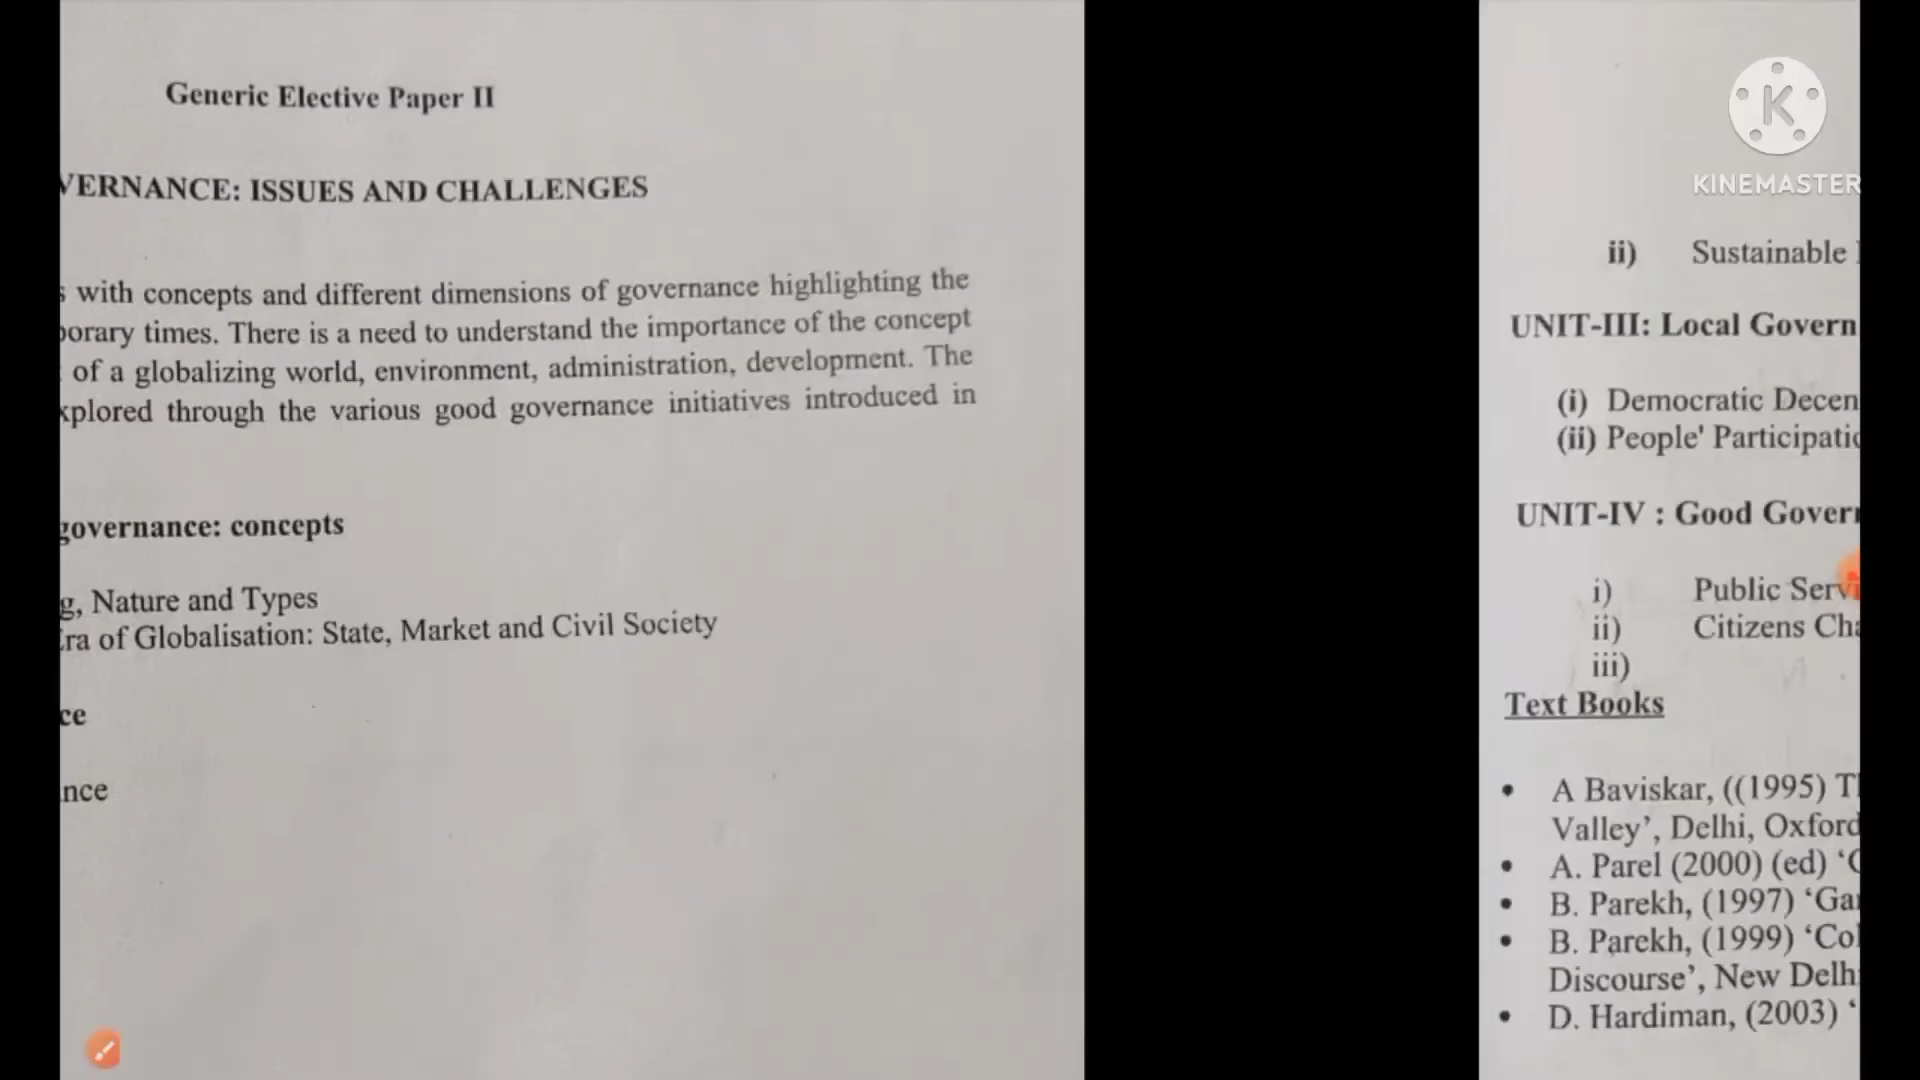 Generic Elective Paper II
VERNANCE: ISSUES AND CHALLENGES
s with concepts and different dimensions of governance highlighting the
porary times. There is a need to understand the importance of the concept
of a globalizing world, environment, administration, development. The
xplored through the various good governance initiatives introduced in
governance: concepts
g, Nature and Types
ra of Globalisation: State, Market and Civil Society
ce
nce
K
KINEMASTER
ii) Sustainable
UNIT-III: Local Govern
(i) Democratic Decen
(ii) People' Participatio
UNIT-IV : Good Govern
i) Public Servi
ii) Citizens Cha
iii)
Text Books
• A Baviskar, ((1995) T
Valley’, Delhi, Oxford
• A. Parel (2000) (ed) ‘
• B. Parekh, (1997) ‘Ga
• B. Parekh, (1999) ‘Co
Discourse’, New Delh
• D. Hardiman, (2003) ‘